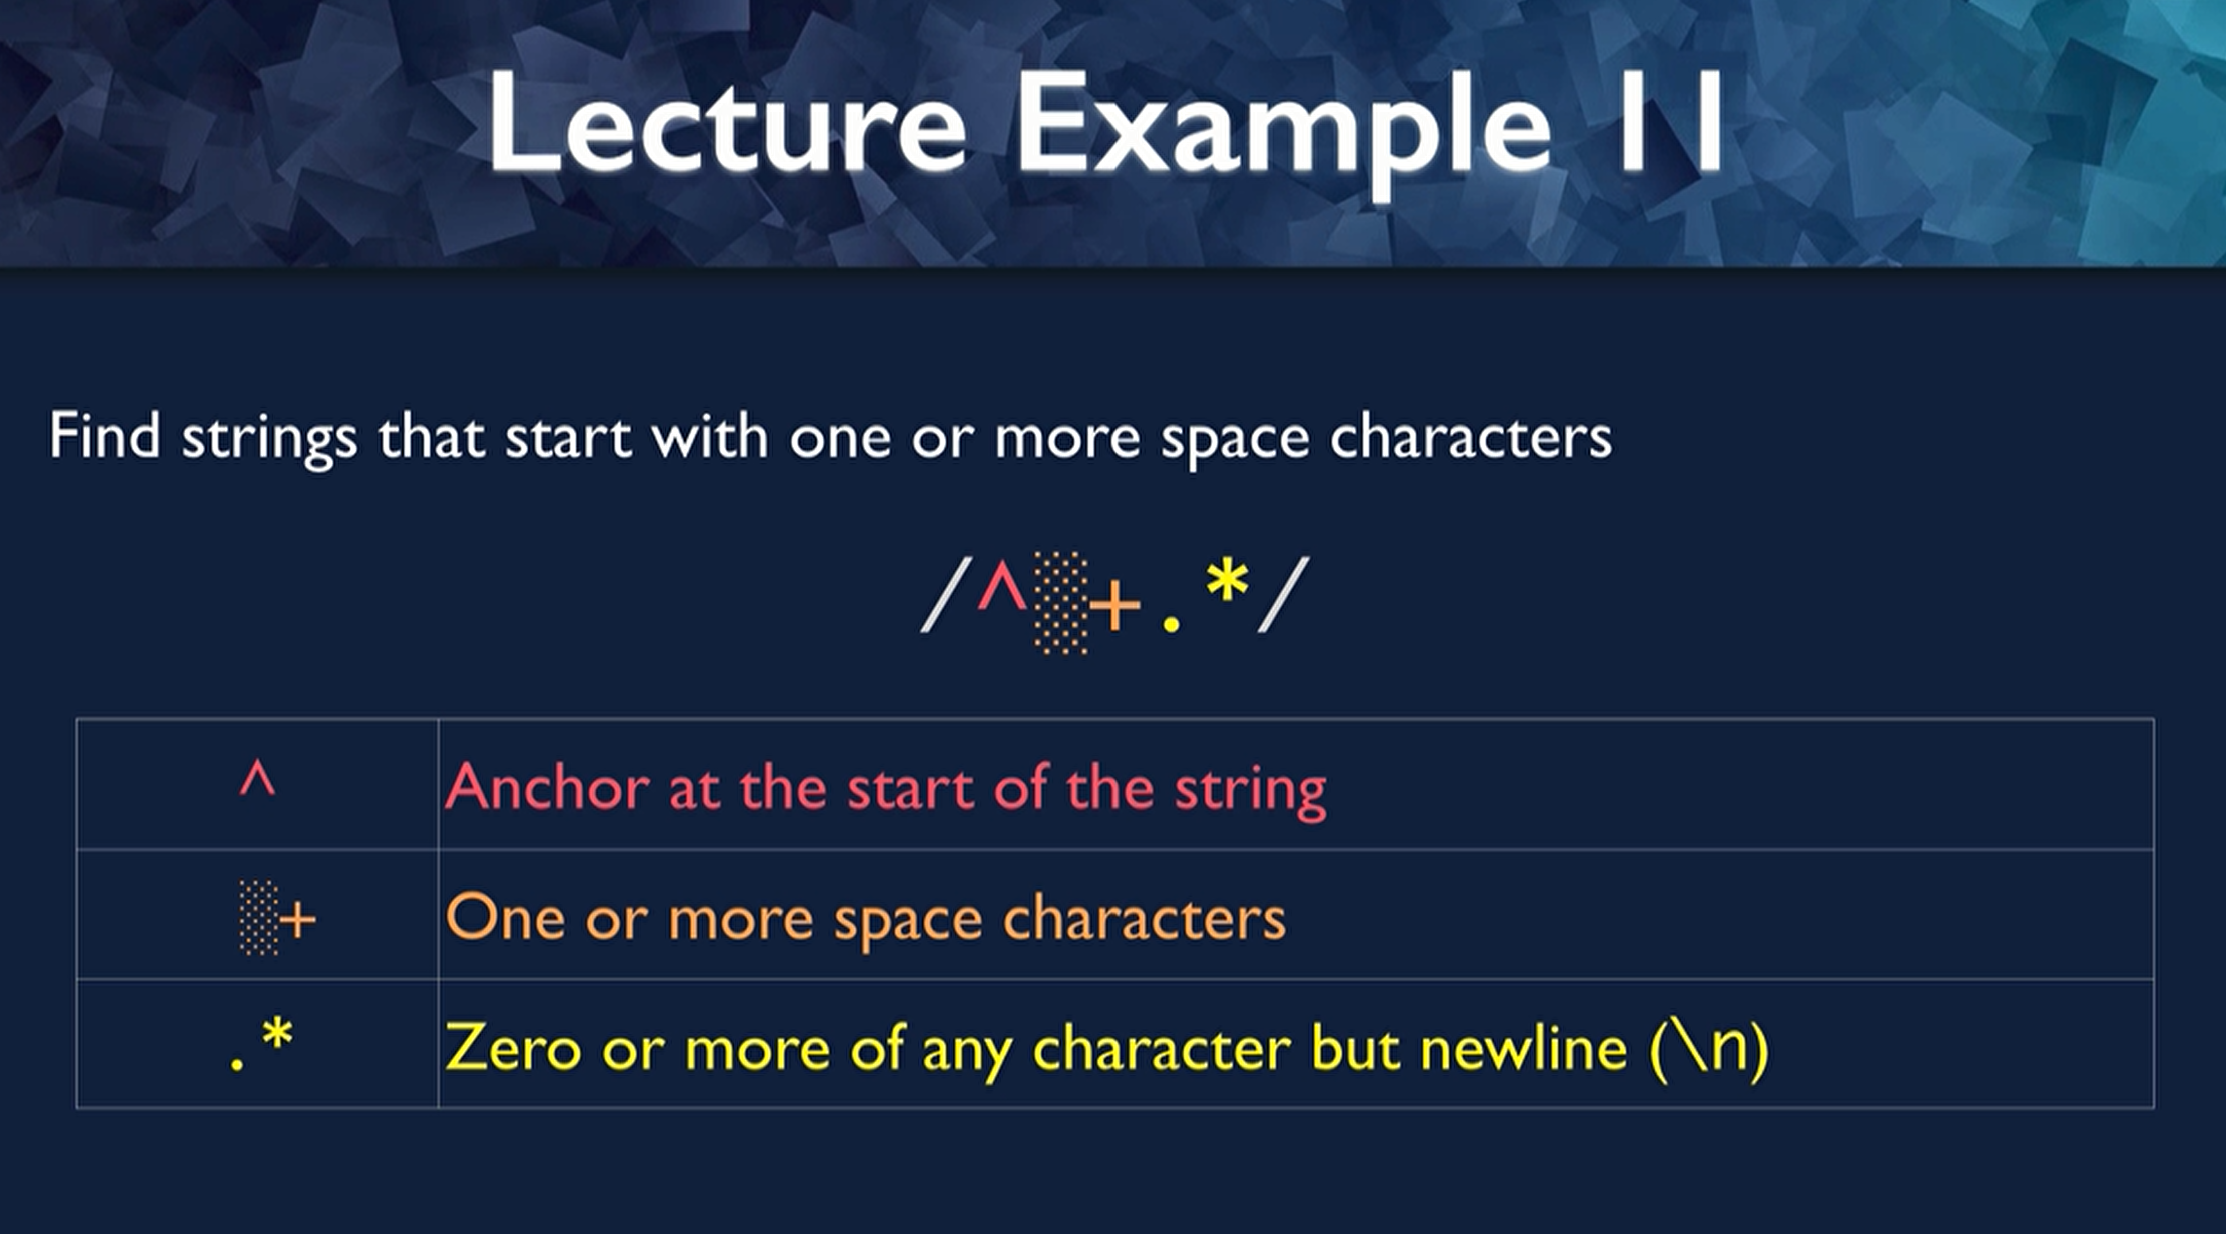 Lecture Example 11
Find strings that start with one or more space characters
/^░+.*/
^ Anchor at the start of the string
░+ One or more space characters
.* Zero or more of any character but newline (\n)